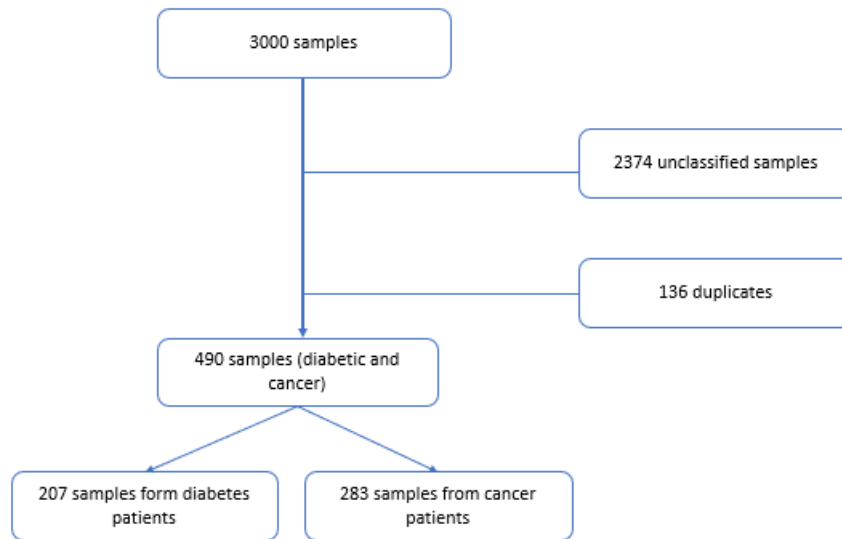 3000 samples
2374 unclassified samples
136 duplicates
490 samples (diabetic and
cancer)
207 samples form diabetes
patients
283 samples from cancer
patients